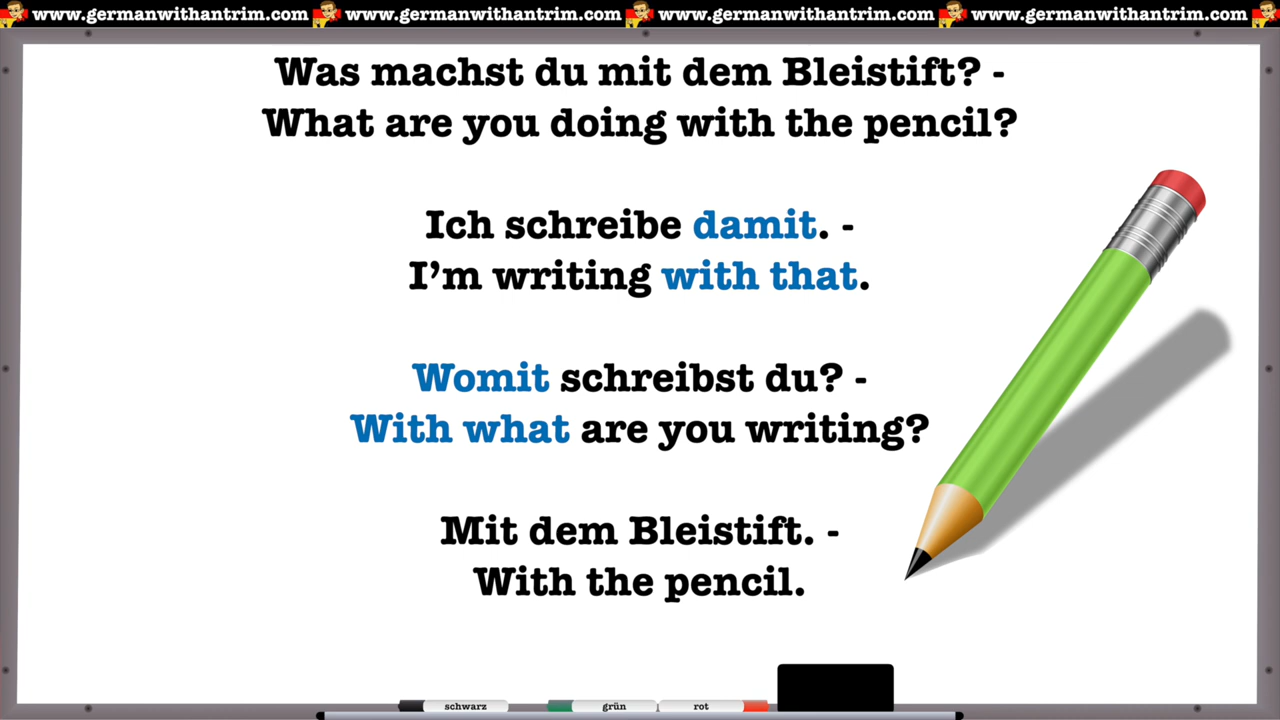 www.germanwithantrim.com www.germanwithantrim.com www.germanwithantrim.com www.germanwithantrim.com
Was machst du mit dem Bleistift? -
What are you doing with the pencil?
Ich schreibe damit. -
I’m writing with that.
Womit schreibst du? -
With what are you writing?
Mit dem Bleistift. -
With the pencil.
schwarz grün rot